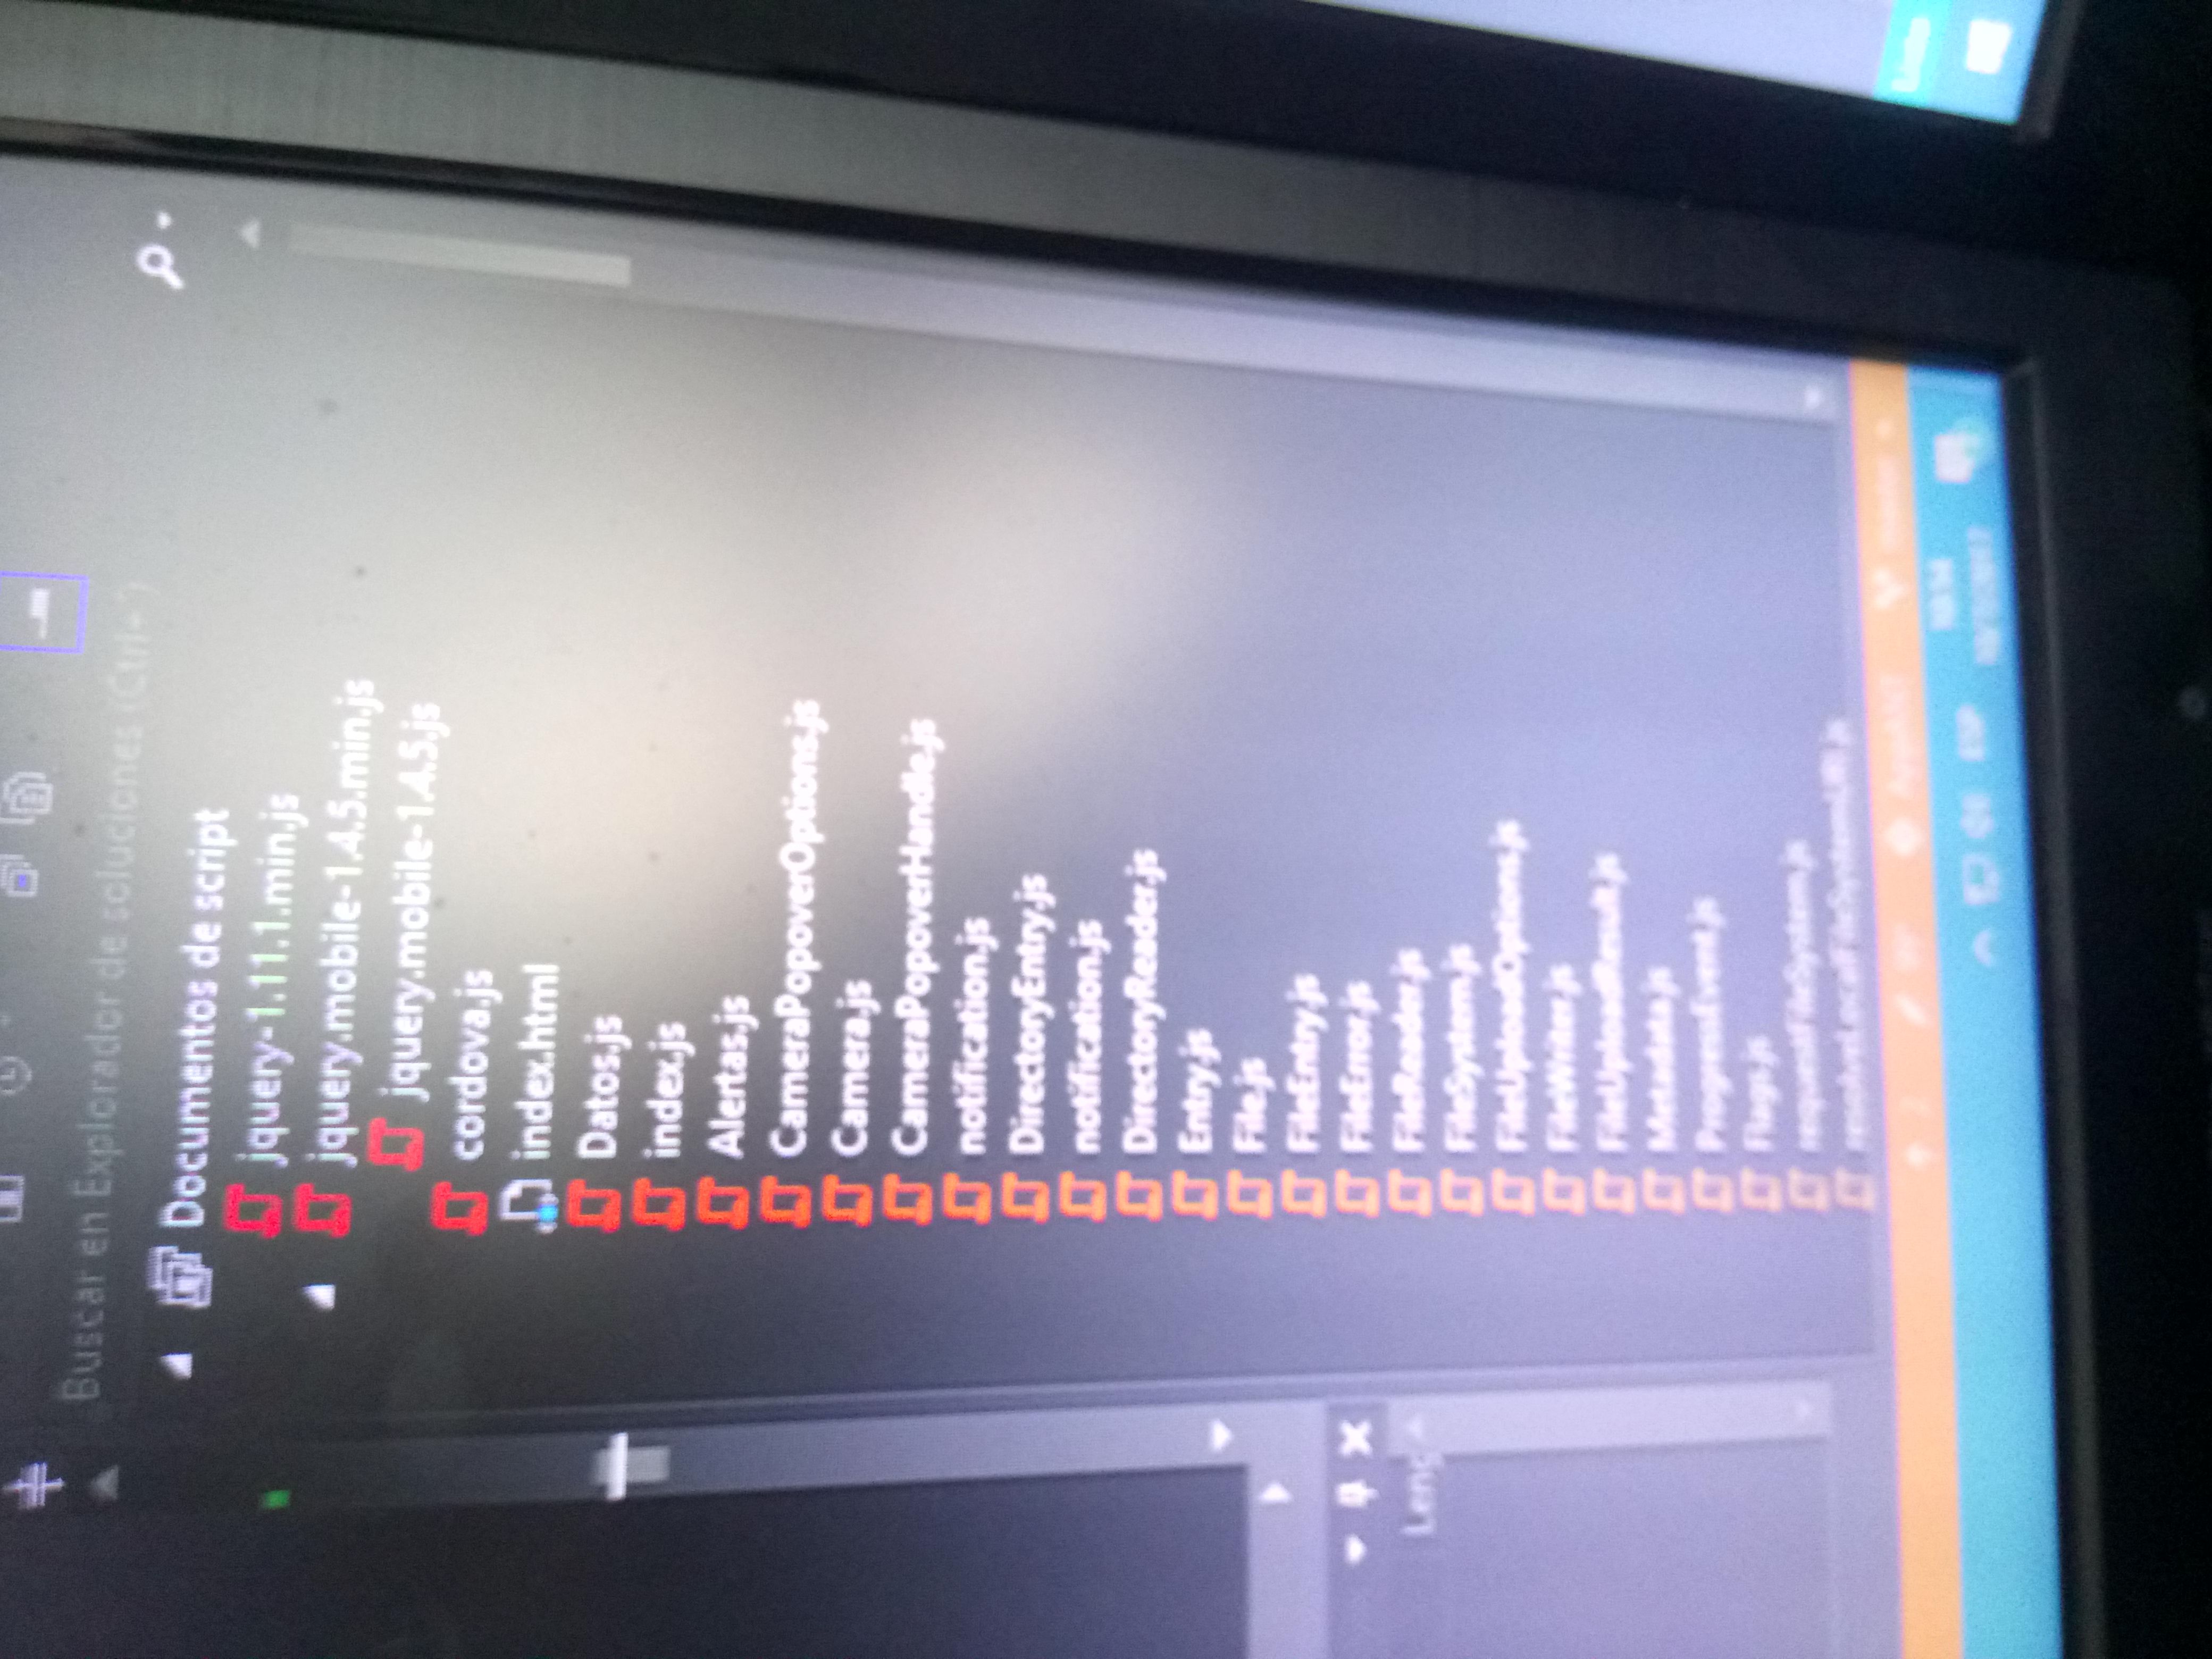 Buscar en Explorador de soluciones (Ctrl+´)
Documentos de script
jquery-1.11.1.min.js
jquery.mobile-1.4.5.min.js
jquery.mobile-1.4.5.js
cordova.js
index.html
Datos.js
index.js
Alertas.js
CameraPopoverOptions.js
Camera.js
CameraPopoverHandle.js
notification.js
DirectoryEntry.js
notification.js
DirectoryReader.js
Entry.js
File.js
FileEntry.js
FileError.js
FileReader.js
FileSystem.js
FileUploadOptions.js
FileWriter.js
FileUploadResult.js
Metadata.js
ProgressEvent.js
Flags.js
requestFileSystem.js
resolveLocalFileSystemURI.js
Leng
ESP